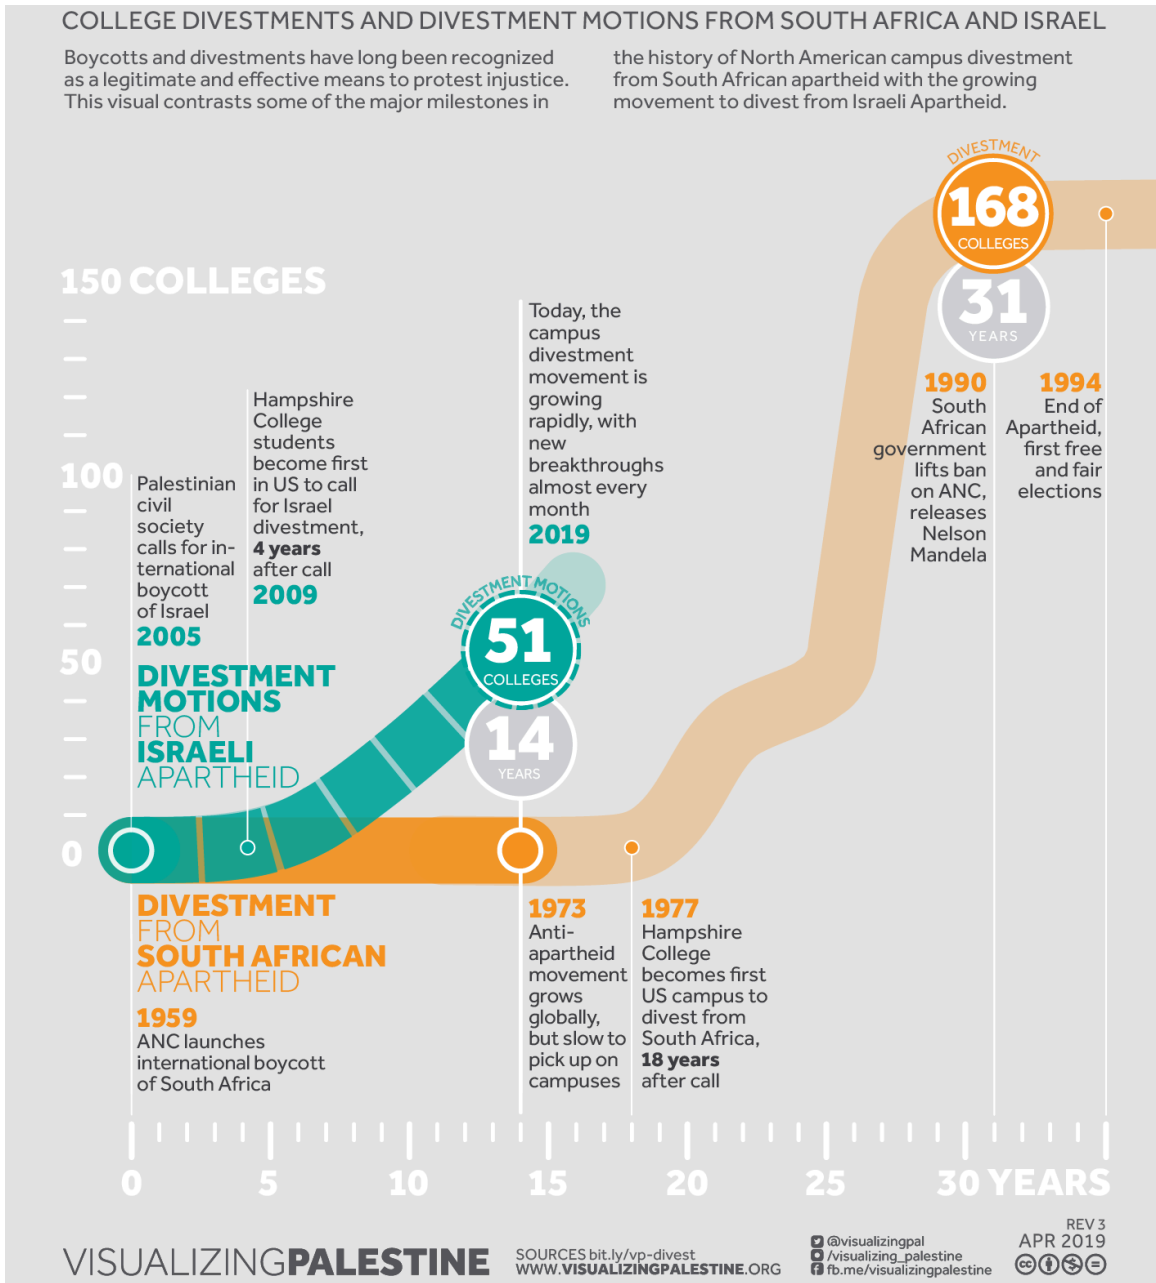 COLLEGE DIVESTMENTS AND DIVESTMENT MOTIONS FROM SOUTH AFRICA AND ISRAEL
Boycotts and divestments have long been recognized
as a legitimate and effective means to protest injustice.
This visual contrasts some of the major milestones in
the history of North American campus divestment
from South African apartheid with the growing
movement to divest from Israeli Apartheid.
DIVESTMENT
168
COLLEGES
31
YEARS
150 COLLEGES
100
50
0
Palestinian
civil
society
calls for in-
ternational
boycott
of Israel
2005
Hampshire
College
students
become first
in US to call
for Israel
divestment,
4 years
after call
2009
Today, the
campus
divestment
movement is
growing
rapidly, with
new
breakthroughs
almost every
month
2019
1990
South
African
government
lifts ban
on ANC,
releases
Nelson
Mandela
1994
End of
Apartheid,
first free
and fair
elections
DIVESTMENT MOTIONS
51
COLLEGES
14
YEARS
DIVESTMENT
MOTIONS
FROM
ISRAELI
APARTHEID
DIVESTMENT
FROM
SOUTH AFRICAN
APARTHEID
1959
ANC launches
international boycott
of South Africa
1973
Anti-
apartheid
movement
grows
globally,
but slow to
pick up on
campuses
1977
Hampshire
College
becomes first
US campus to
divest from
South Africa,
18 years
after call
0 5 10 15 20 25 30 YEARS
VISUALIZINGPALESTINE
SOURCES bit.ly/vp-divest
WWW.VISUALIZINGPALESTINE.ORG
@visualizingpal
/visualizing_palestine
fb.me/visualizingpalestine
REV 3
APR 2019
cc